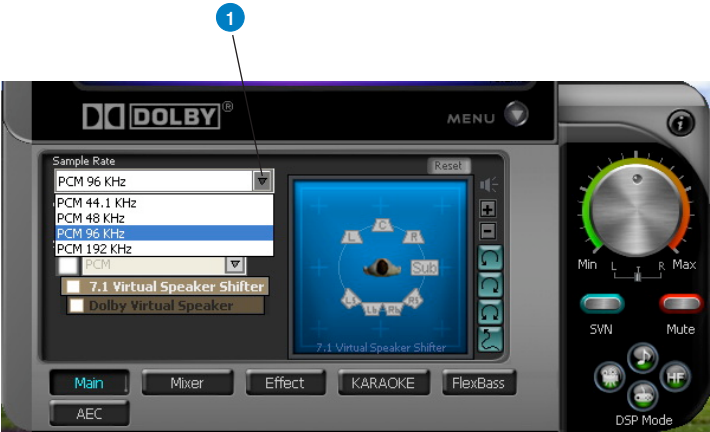 1
DOLBY®
MENU
Sample Rate
Reset
PCM 96 KHz
PCM 44.1 KHz
PCM 48 KHz
PCM 96 KHz
PCM 192 KHz
PCM
7.1 Virtual Speaker Shifter
Dolby Virtual Speaker
C
L
R
Sub
Lb
Rb
7.1 Virtual Speaker Shifter
Min
L
T
R
Max
SVN
Mute
HF
DSP Mode
Main
Mixer
Effect
KARAOKE
FlexBass
AEC